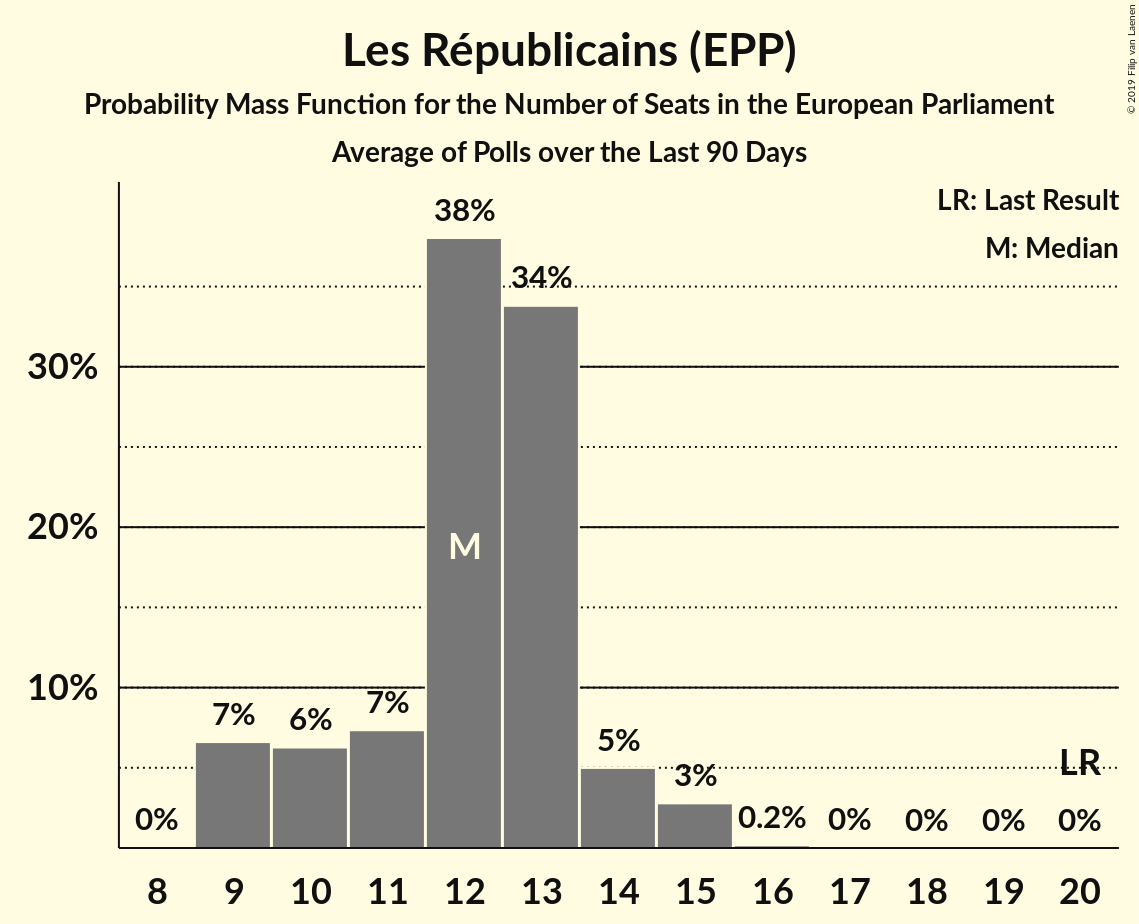 Les Républicains (EPP)
Probability Mass Function for the Number of Seats in the European Parliament
Average of Polls over the Last 90 Days
© 2019 Filip van Laenen
LR: Last Result
M: Median
38%
34%
30%
20%
M
10%
7%
6%
7%
5%
3%
LR
0%
0.2%
0%
0%
0%
0%
8 9 10 11 12 13 14 15 16 17 18 19 20